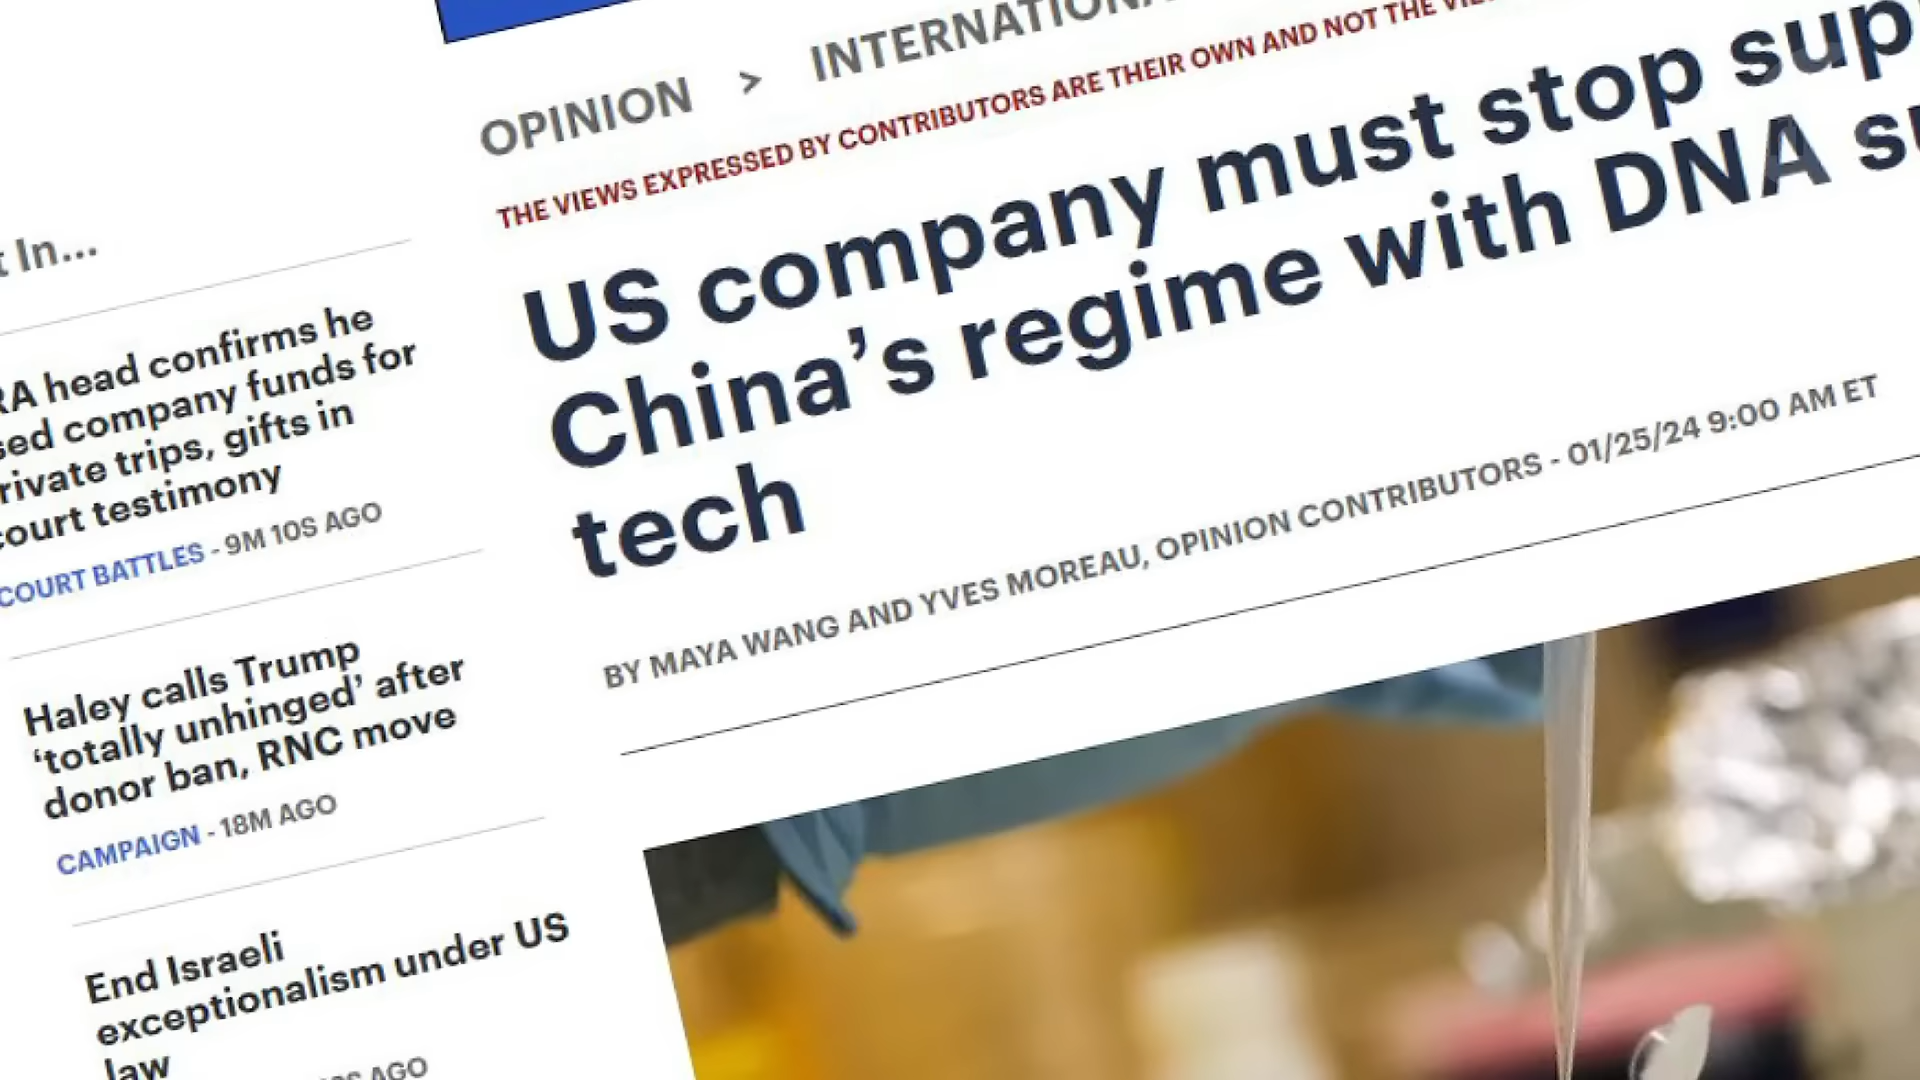 OPINION >
THE VIEWS EXPRESSED BY CONTRIBUTORS ARE THEIR OWN AND NOT THE
US company must stop
China’s regime with DNA
tech
BY MAYA WANG AND YVES MOREAU, OPINION CONTRIBUTORS - 01/25/24 9:00 AM ET
In...
head confirms he
company funds for
trips, gifts in
court testimony
COURT BATTLES - 9M 10S AGO
Haley calls Trump
‘totally unhinged’ after
donor ban, RNC move
CAMPAIGN - 18M AGO
End Israeli
exceptionalism under US
law
AGO